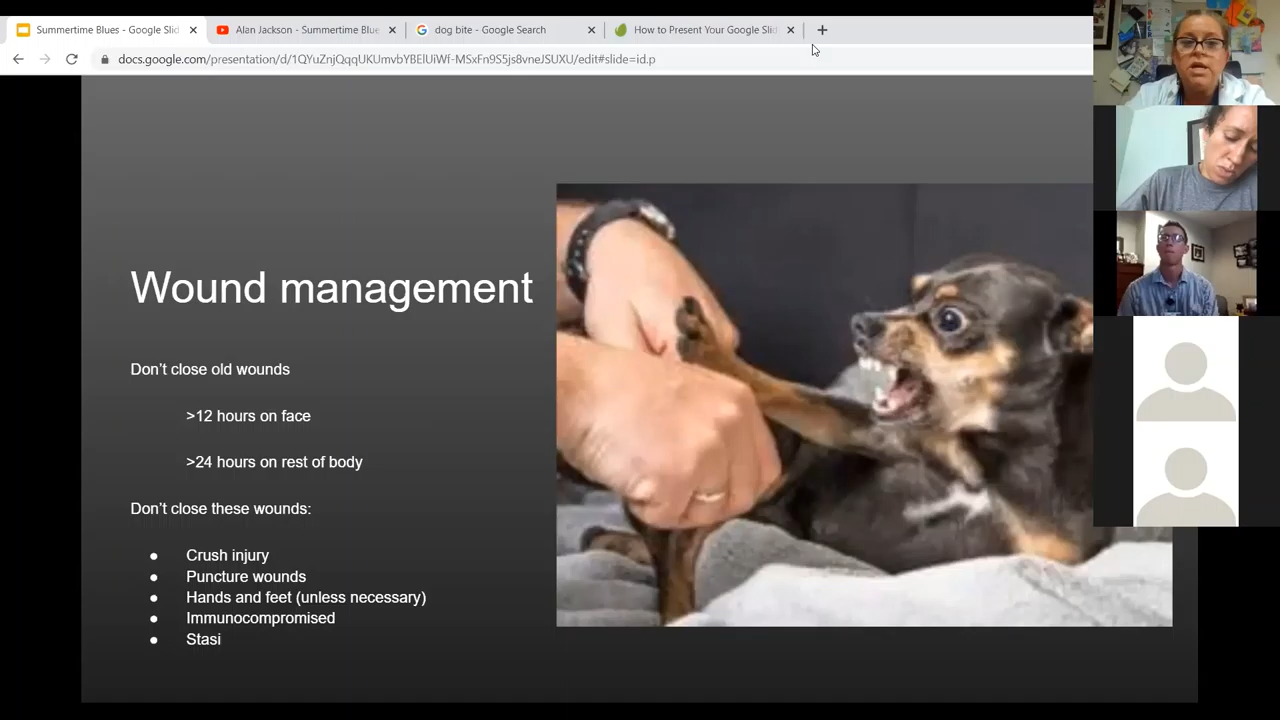 Summertime Blues - Google Slid
Alan Jackson - Summertime Blue
dog bite - Google Search
How to Present Your Google Slid
docs.google.com/presentation/d/1QYuZnjQqqUKUmvbYBElUiWf-MSxFn9S5js8vneJSUXU/edit#slide=id.p
Wound management
Don’t close old wounds
>12 hours on face
>24 hours on rest of body
Don’t close these wounds:
● Crush injury
● Puncture wounds
● Hands and feet (unless necessary)
● Immunocompromised
● Stasi